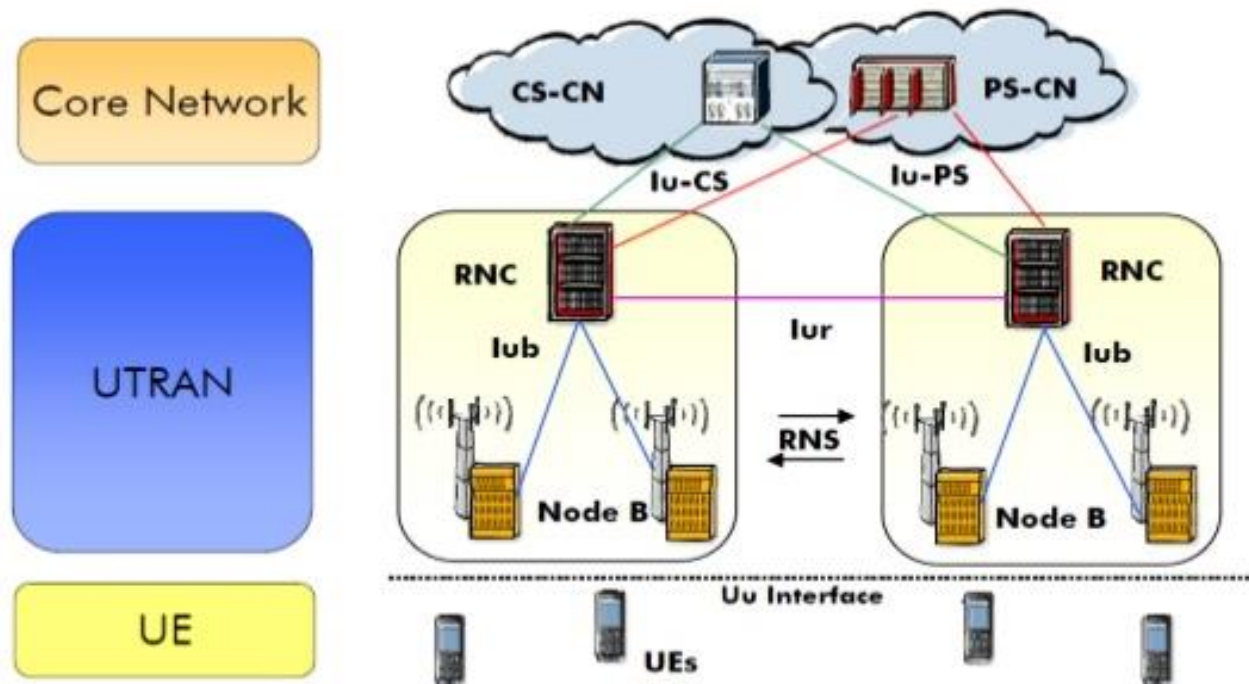 Core Network
CS-CN
PS-CN
Iu-CS
Iu-PS
RNC
RNC
Iub
Iur
Iub
UTRAN
RNS
Node B
Node B
Uu Interface
UE
UEs